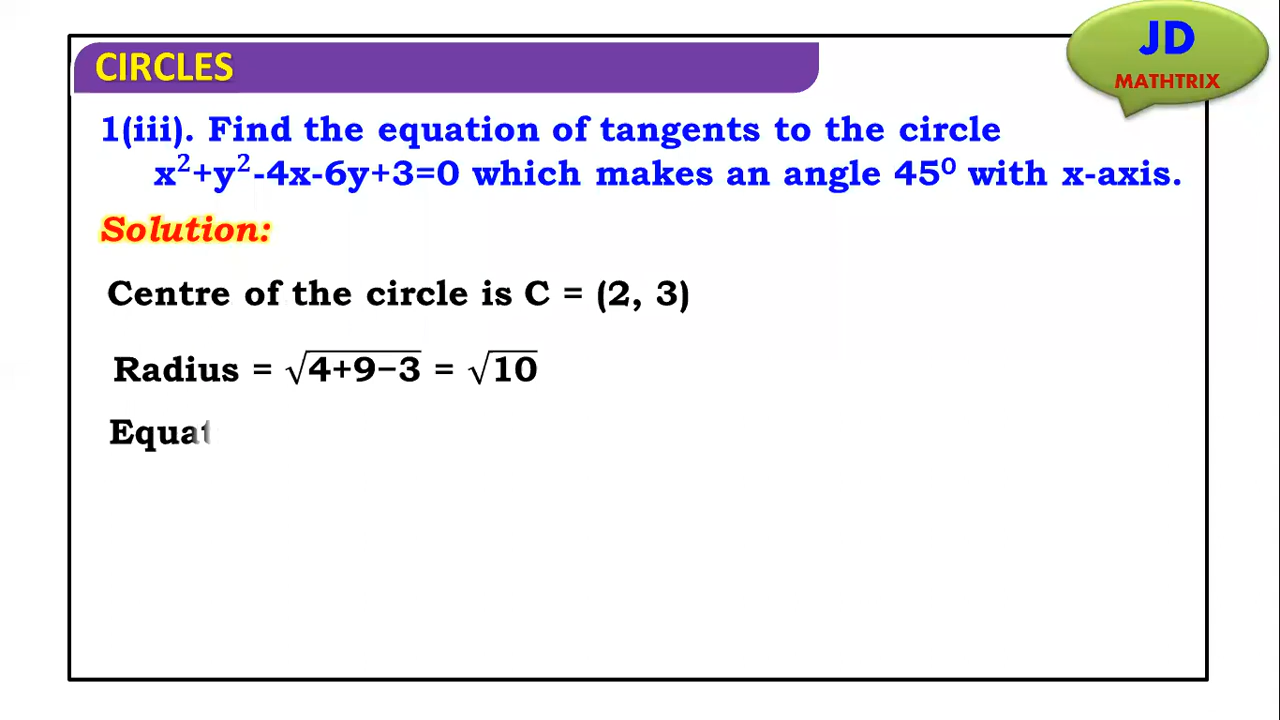 CIRCLES
JD
MATHTRIX
1(iii). Find the equation of tangents to the circle
x²+y²-4x-6y+3=0 which makes an angle 45⁰ with x-axis.
Solution:
Centre of the circle is C = (2, 3)
Radius = √4+9−3 = √10
Equat